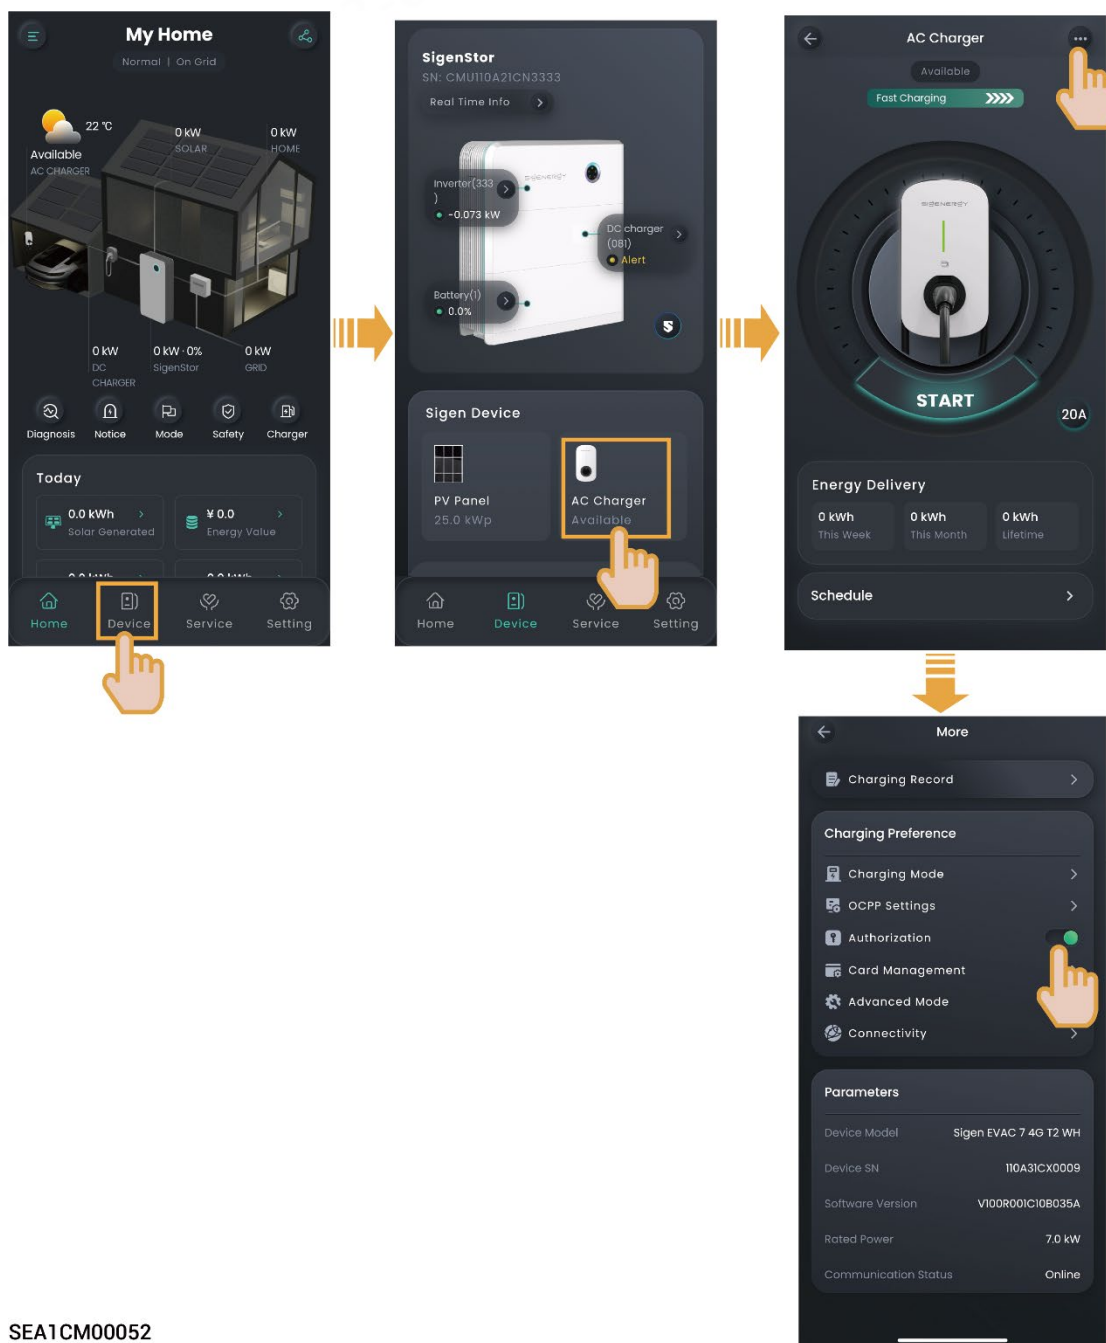 My Home
Normal | On Grid
22 ℃
Available
AC CHARGER
0 kW
SOLAR
0 kW
HOME
0 kW
DC
CHARGER
0 kW · 0%
SigenStor
0 kW
GRID
Diagnosis
Notice
Mode
Safety
Charger
Today
0.0 kWh
Solar Generated
¥ 0.0
Energy Value
Home
Device
Service
Setting
SigenStor
SN: CMU110A21CN3333
Real Time Info
SIGENERGY
Inverter(333
)
-0.073 kW
DC charger
(081)
Alert
Battery(1)
0.0%
S
Sigen Device
PV Panel
25.0 kWp
AC Charger
Available
Home
Device
Service
Setting
AC Charger
Available
Fast Charging
SIGENERGY
START
20A
Energy Delivery
0 kWh
This Week
0 kWh
This Month
0 kWh
Lifetime
Schedule
More
Charging Record
Charging Preference
Charging Mode
OCPP Settings
Authorization
Card Management
Advanced Mode
Connectivity
Parameters
Device Model Sigen EVAC 7 4G T2 WH
Device SN 110A31CX0009
Software Version V100R001C10B035A
Rated Power 7.0 kW
Communication Status Online
SEA1CM00052